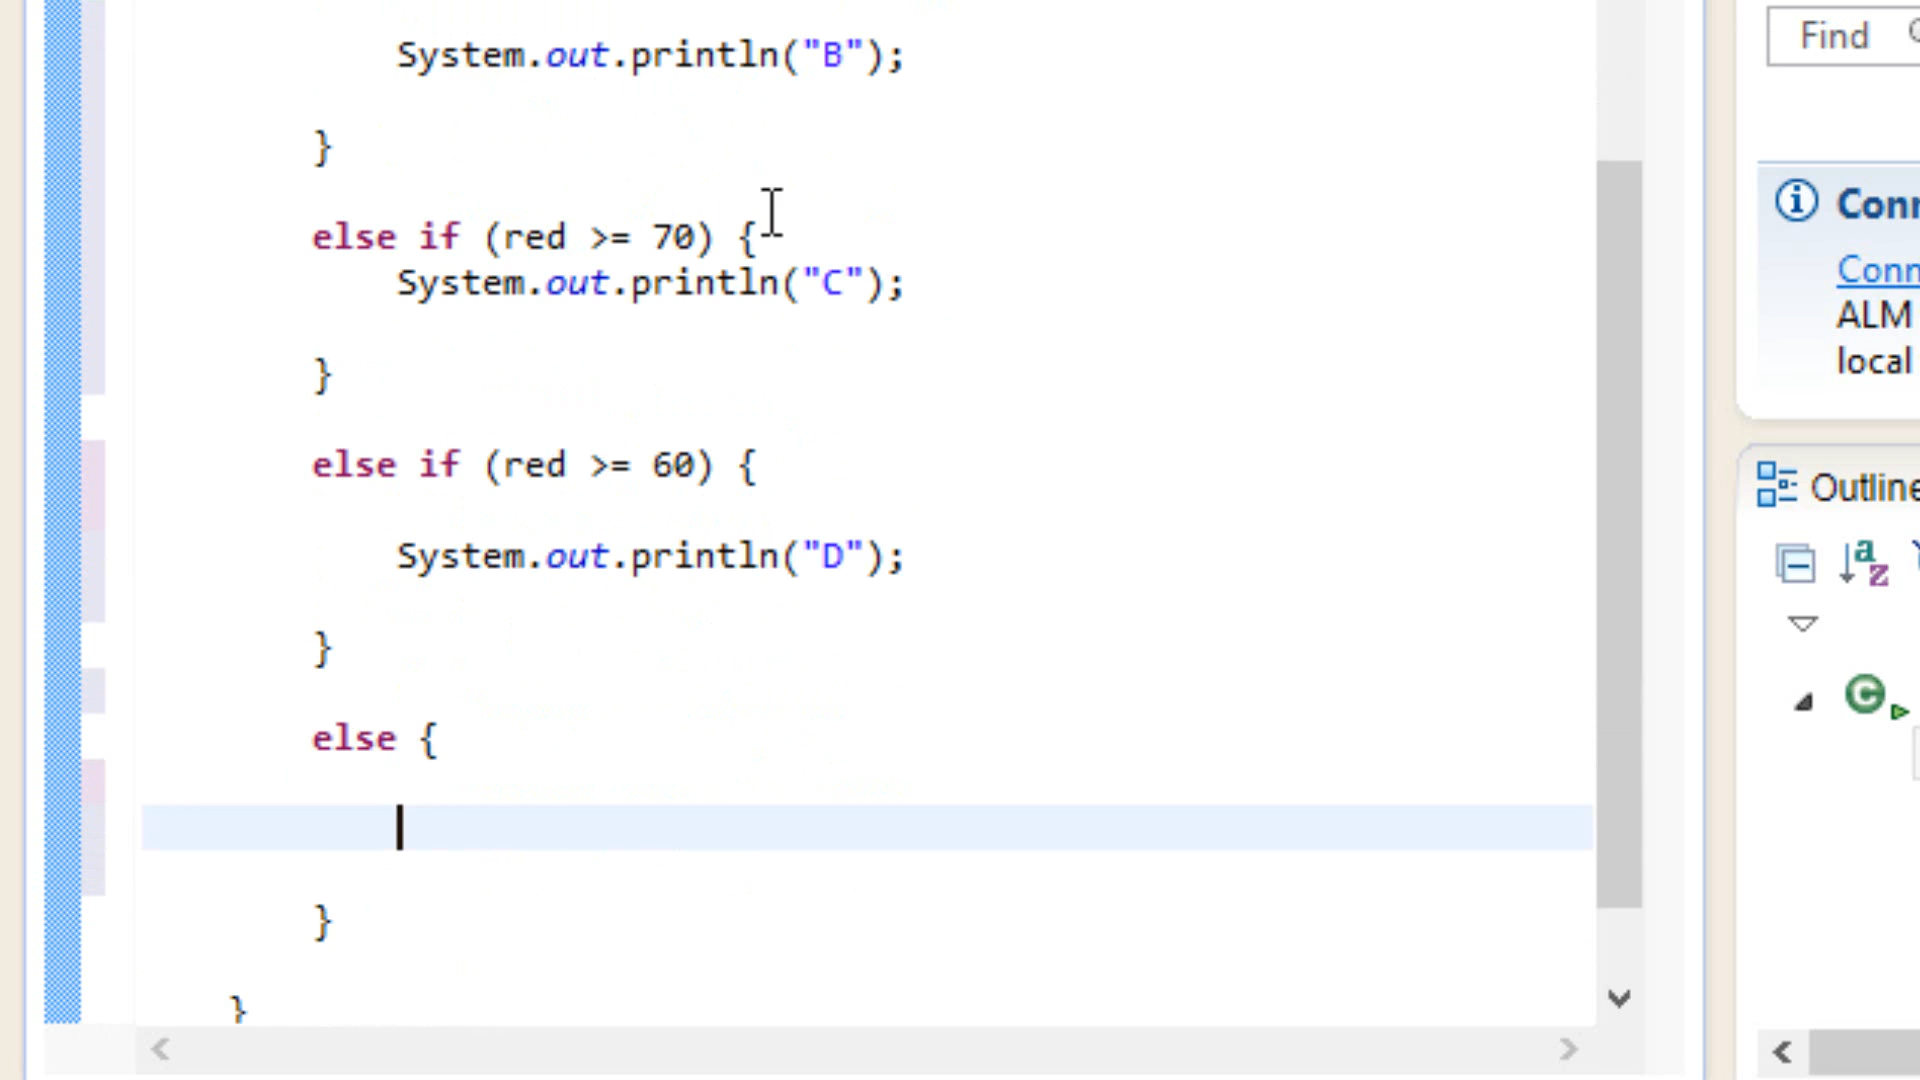 System.out.println("B");
}
else if (red >= 70) {
System.out.println("C");
}
else if (red >= 60) {
System.out.println("D");
}
else {
}
}
Find
Conn
ALM
local
Outline